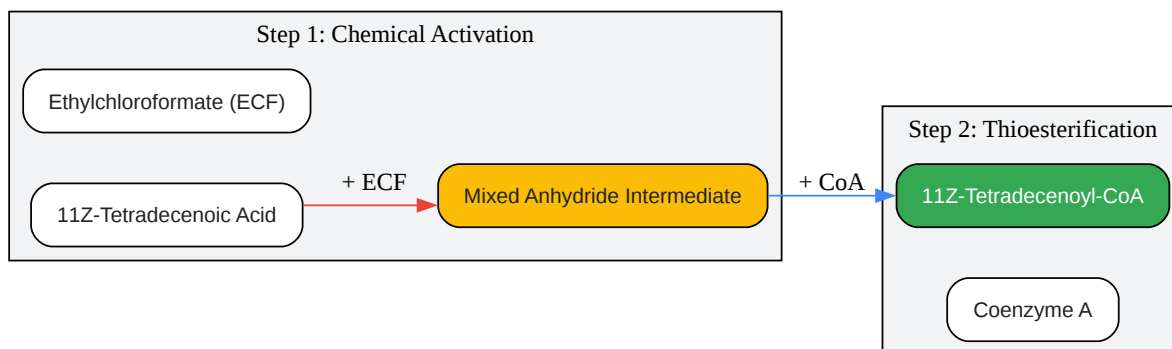 Step 1: Chemical Activation
Ethylchloroformate (ECF)
11Z-Tetradecenoic Acid
+ ECF
Mixed Anhydride Intermediate
+ CoA
Step 2: Thioesterification
11Z-Tetradecenoyl-CoA
Coenzyme A